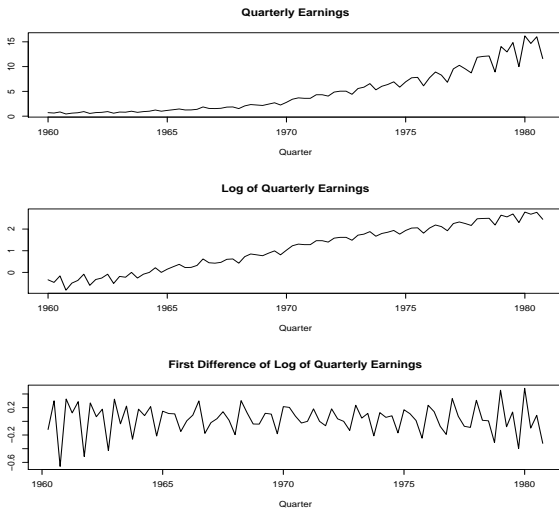 Quarterly Earnings
15
10
5
0
1960 1965 1970 1975 1980
Quarter
Log of Quarterly Earnings
2
1
0
1960 1965 1970 1975 1980
Quarter
First Difference of Log of Quarterly Earnings
0.2
−0.2
−0.6
1960 1965 1970 1975 1980
Quarter